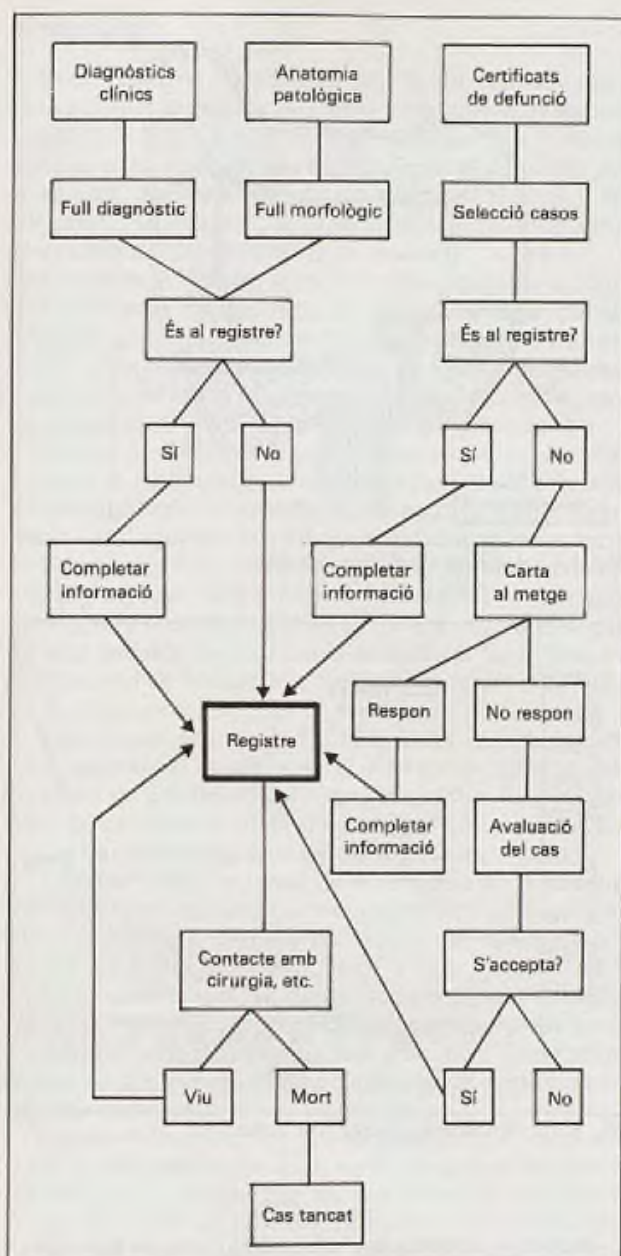 Diagnòstics
clínics
Anatomia
patològica
Certificats
de defunció
Full diagnòstic
Full morfològic
Selecció casos
És al registre?
És al registre?
Sí
No
Sí
No
Completar
informació
Completar
informació
Carta
al metge
Registre
Respon
No respon
Completar
informació
Avaluació
del cas
Contacte amb
cirurgia, etc.
S'accepta?
Viu
Mort
Sí
No
Cas tancat